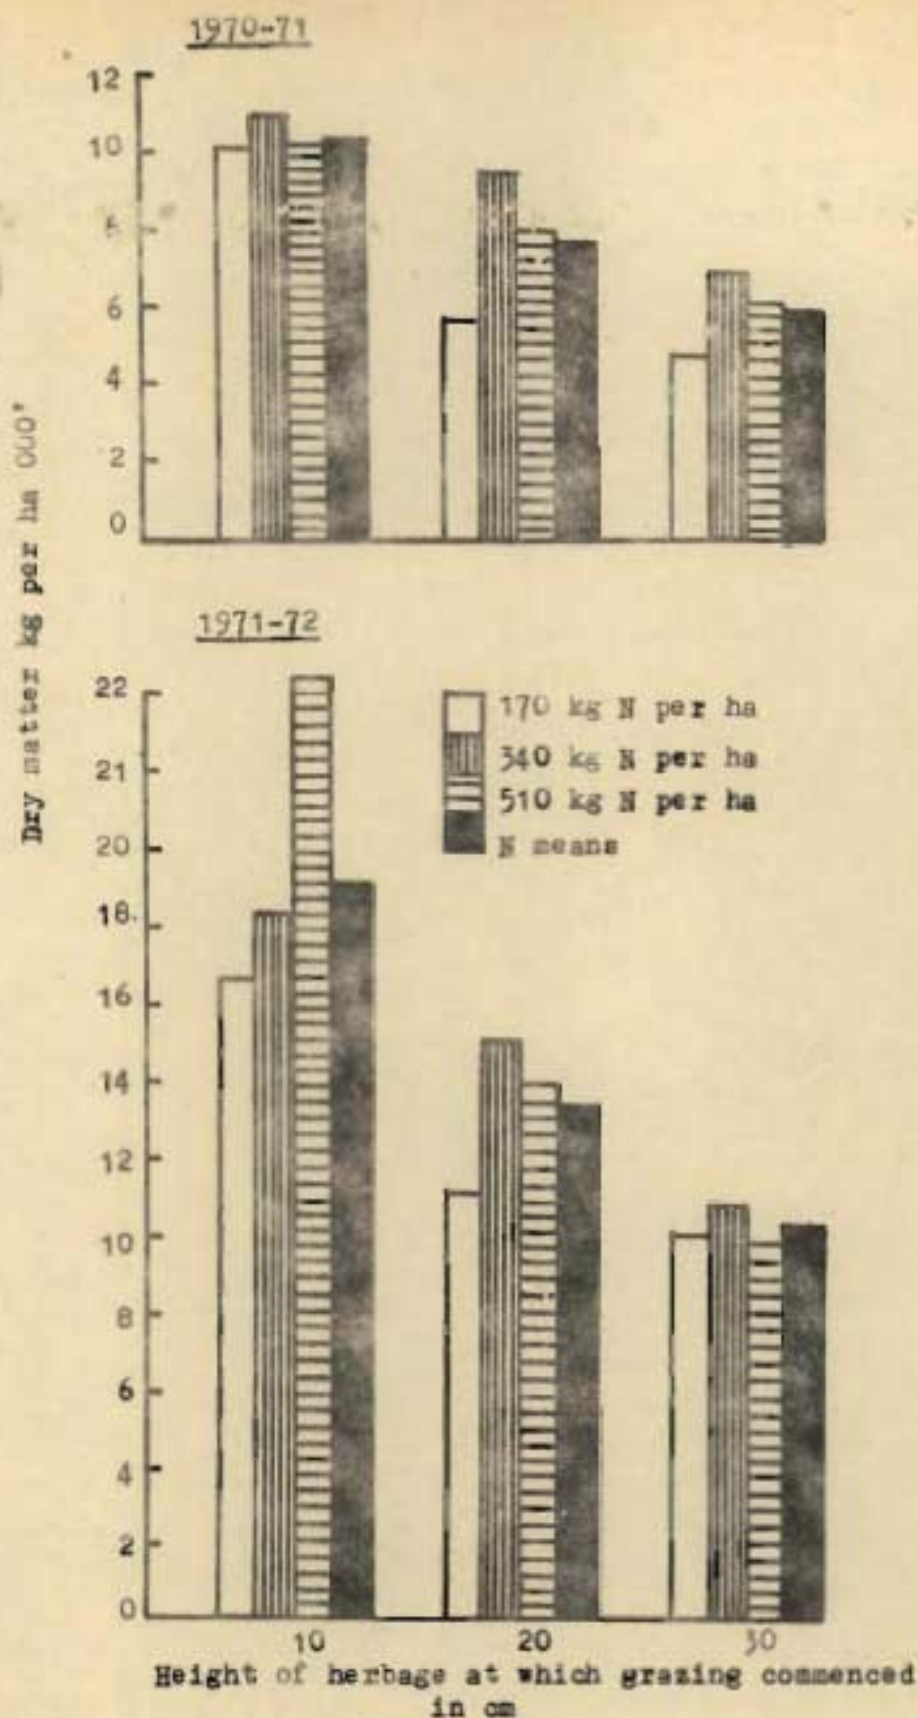 1970-71
12
10
8
6
4
2
0
Dry matter kg per ha 000'
1971-72
22
21
20
18.
16
14
12
10
8
6
4
2
0
170 kg N per ha
340 kg N per ha
510 kg N per ha
N means
10 20 30
Height of herbage at which grazing commenced
in cm